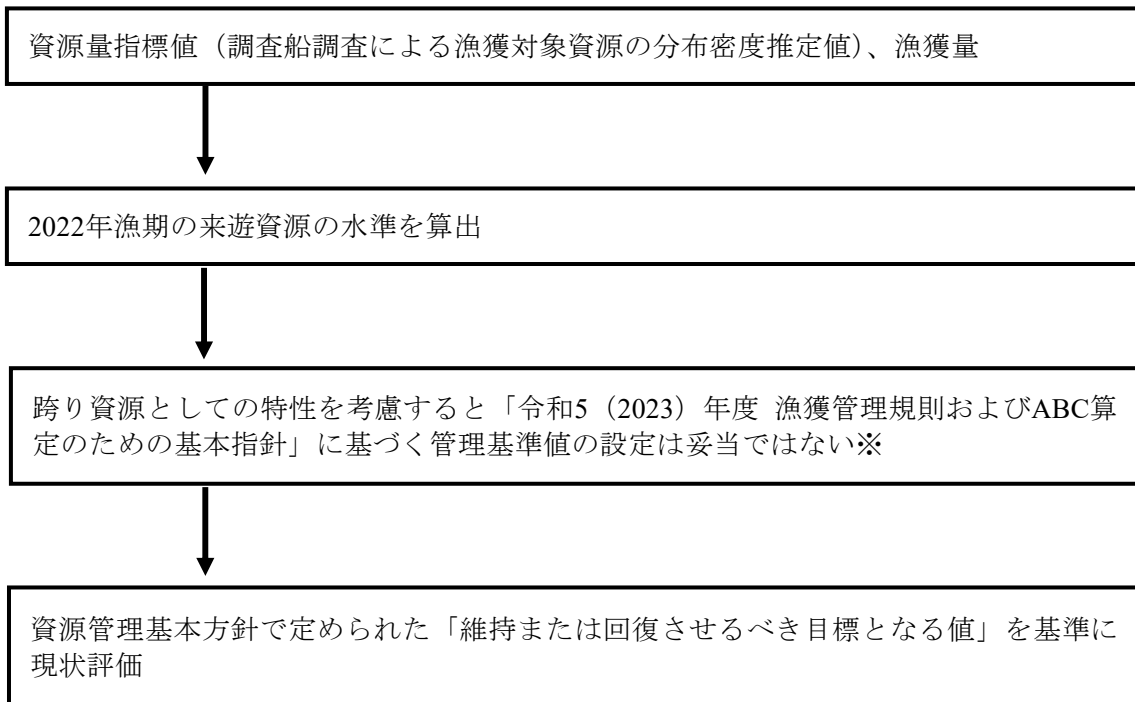 資源量指標値（調査船調査による漁獲対象資源の分布密度推定値）、漁獲量
2022年漁期の来遊資源の水準を算出
跨り資源としての特性を考慮すると「令和5（2023）年度 漁獲管理規則およびABC算
定のための基本指針」に基づく管理基準値の設定は妥当ではない※
資源管理基本方針で定められた「維持または回復させるべき目標となる値」を基準に
現状評価